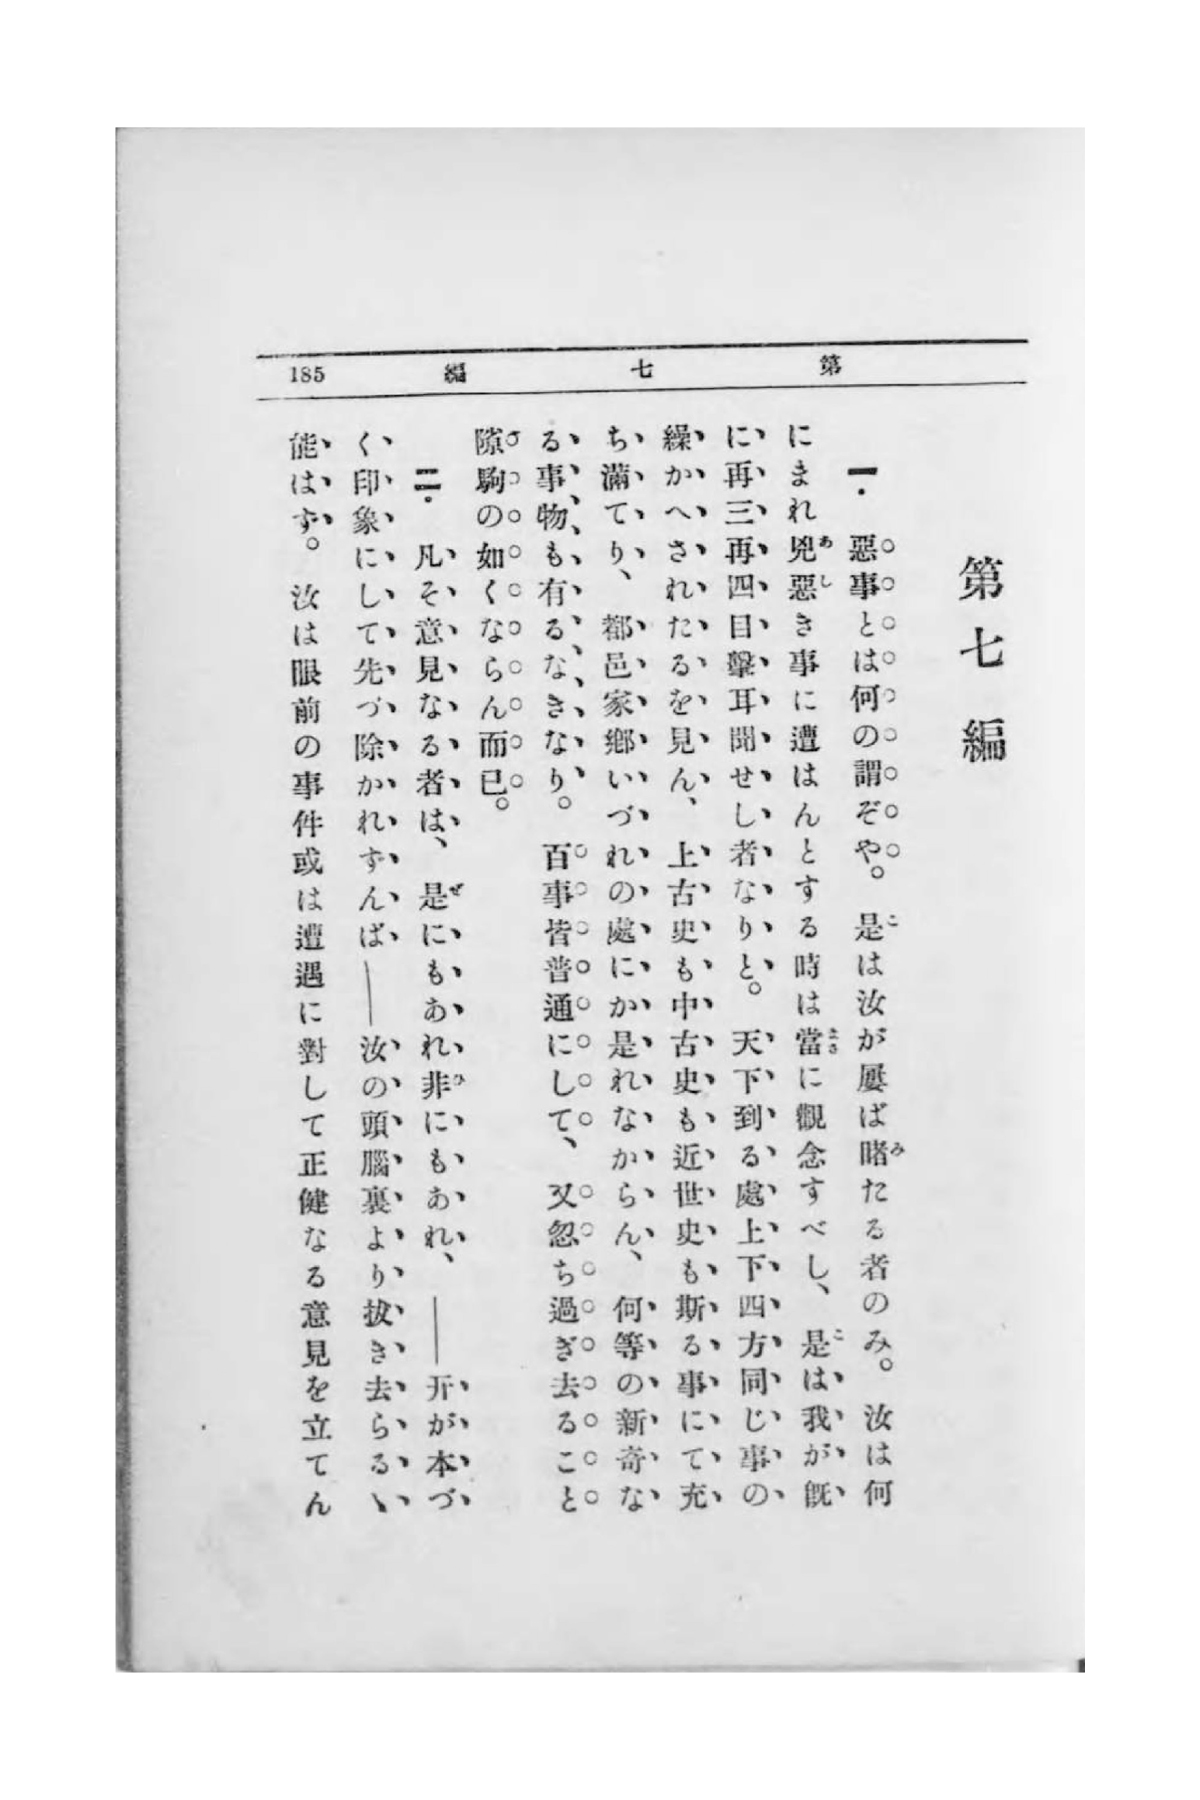 第七編 185
第七編
一. 惡事とは何の謂ぞや。是は汝が屡ば睹たる者のみ。汝は何
にまれ兇惡き事に遭はんとする時は當に觀念すべし、是は我が旣
に再三再四目擊耳聞せし者なりと。天下到る處上下四方同じ事の
繰かへされたるを見ん、上古史も中古史も近世史も斯る事にて充
ち滿てり、都邑家鄕いづれの處にか是れなからん、何等の新奇な
る事物も有るなきなり。百事皆普通にして、又忽ち過ぎ去ること
隙駒の如くならん而已。
二. 凡そ意見なる者は、是にもあれ非にもあれ、――开が本づ
く印象にして先づ除かれずんば――汝の頭腦裏より拔き去らるゝ
能はず。汝は眼前の事件或は遭遇に對して正健なる意見を立てん